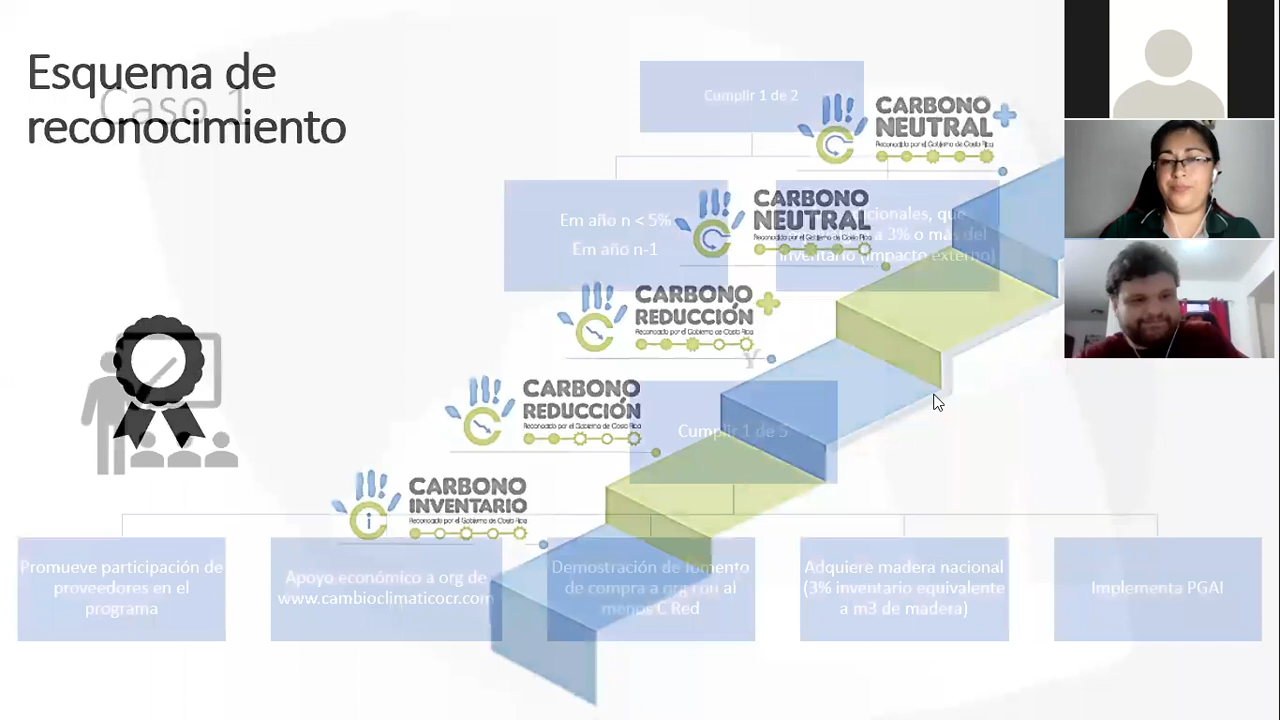 Esquema de
reconocimiento
Caso 1
Cumplir 1 de 2
CARBONO
NEUTRAL
Reconocido por el Gobierno de Costa Rica
Em año n < 5%
Em año n-1
CARBONO
NEUTRAL
Reconocido por el Gobierno de Costa Rica
cionales, que
a 3% o más del
inventario (impacto externo)
CARBONO
REDUCCIÓN
Reconocido por el Gobierno de Costa Rica
Y
CARBONO
REDUCCIÓN
Reconocido por el Gobierno de Costa Rica
Cumplir 1 de 5
CARBONO
INVENTARIO
Reconocido por el Gobierno de Costa Rica
Promueve participación de
proveedores en el
programa
Apoyo económico a org de
www.cambioclimaticocr.com
Demostración de fomento
de compra a org con al
menos C Red
Adquiere madera nacional
(3% inventario equivalente
a m3 de madera)
Implementa PGAI